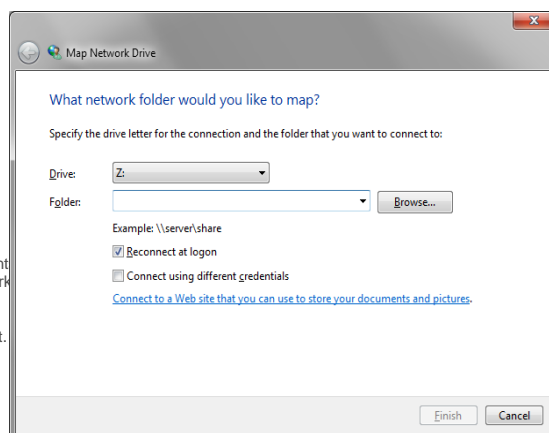 Map Network Drive
What network folder would you like to map?
Specify the drive letter for the connection and the folder that you want to connect to:
Drive: Z:
Folder: Browse...
Example: \\server\share
Reconnect at logon
Connect using different credentials
Connect to a Web site that you can use to store your documents and pictures.
Finish Cancel